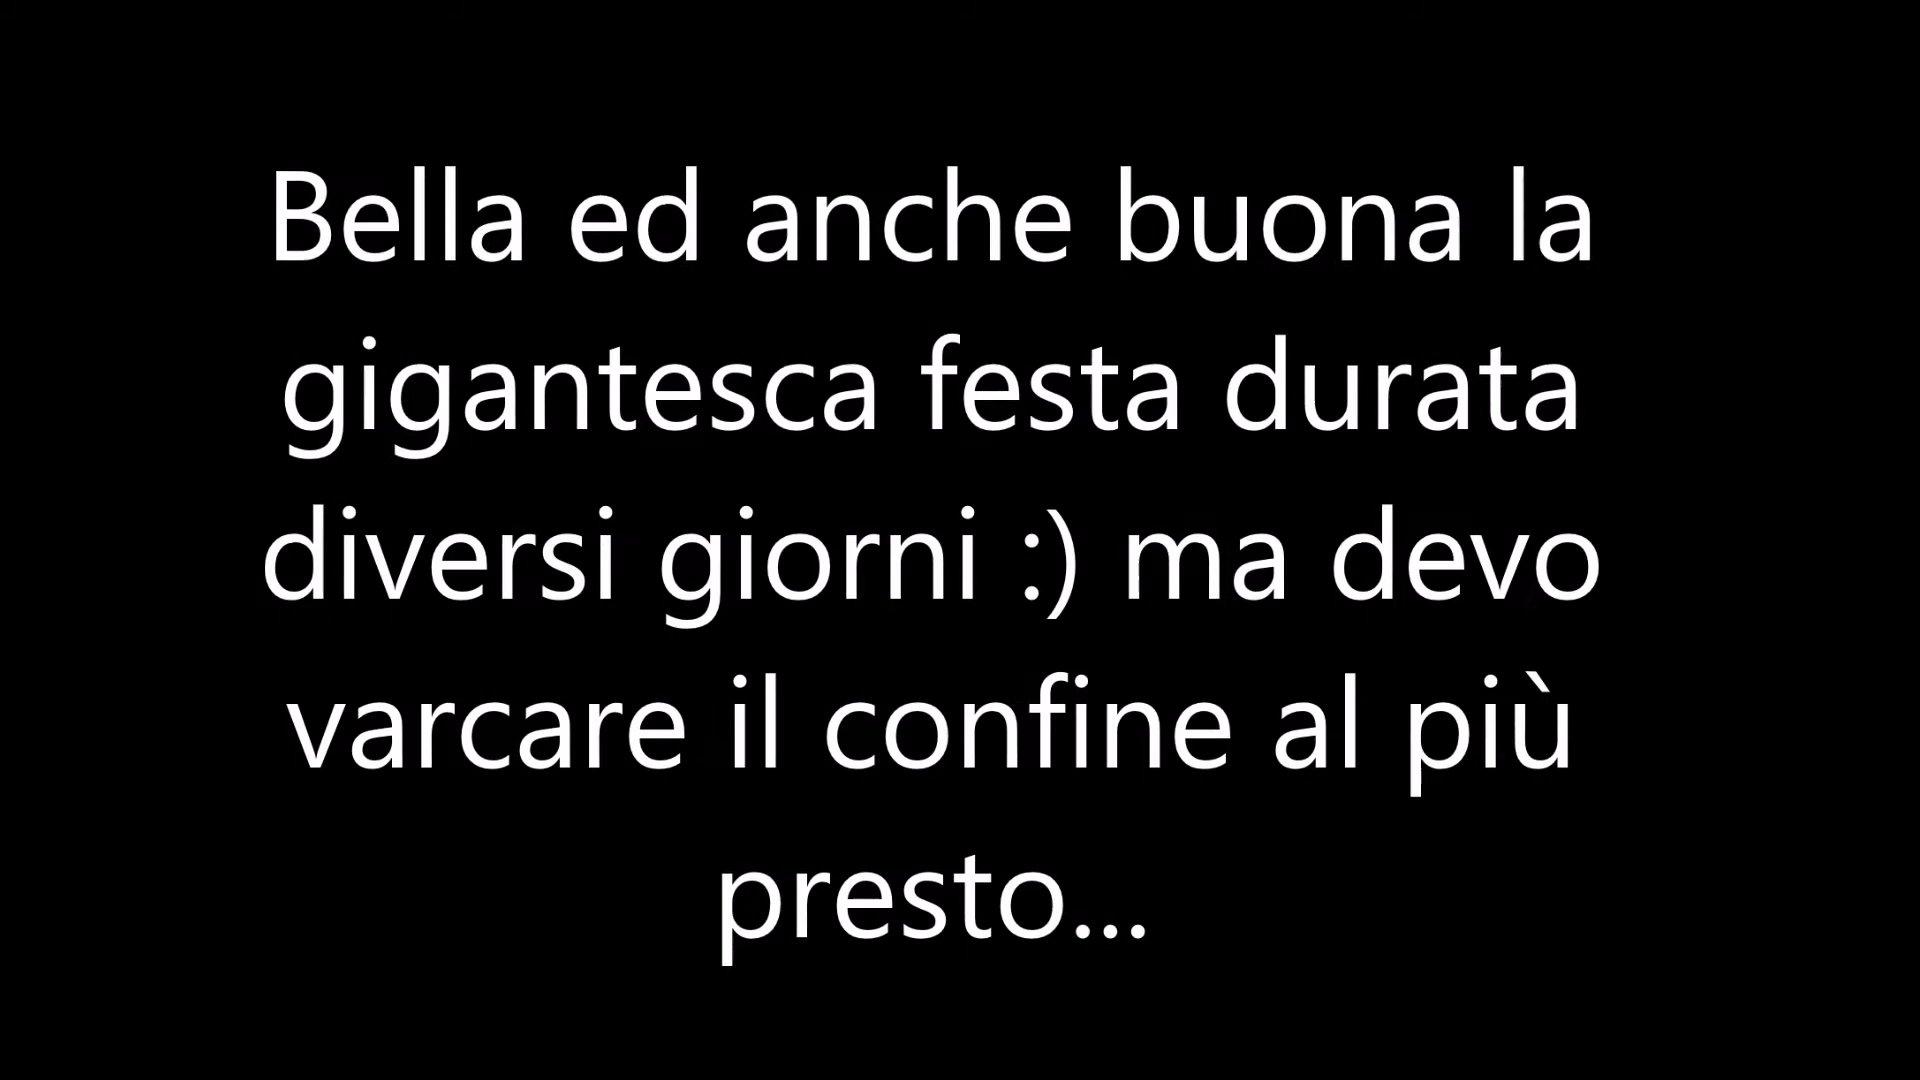 Bella ed anche buona la
gigantesca festa durata
diversi giorni :) ma devo
varcare il confine al più
presto...